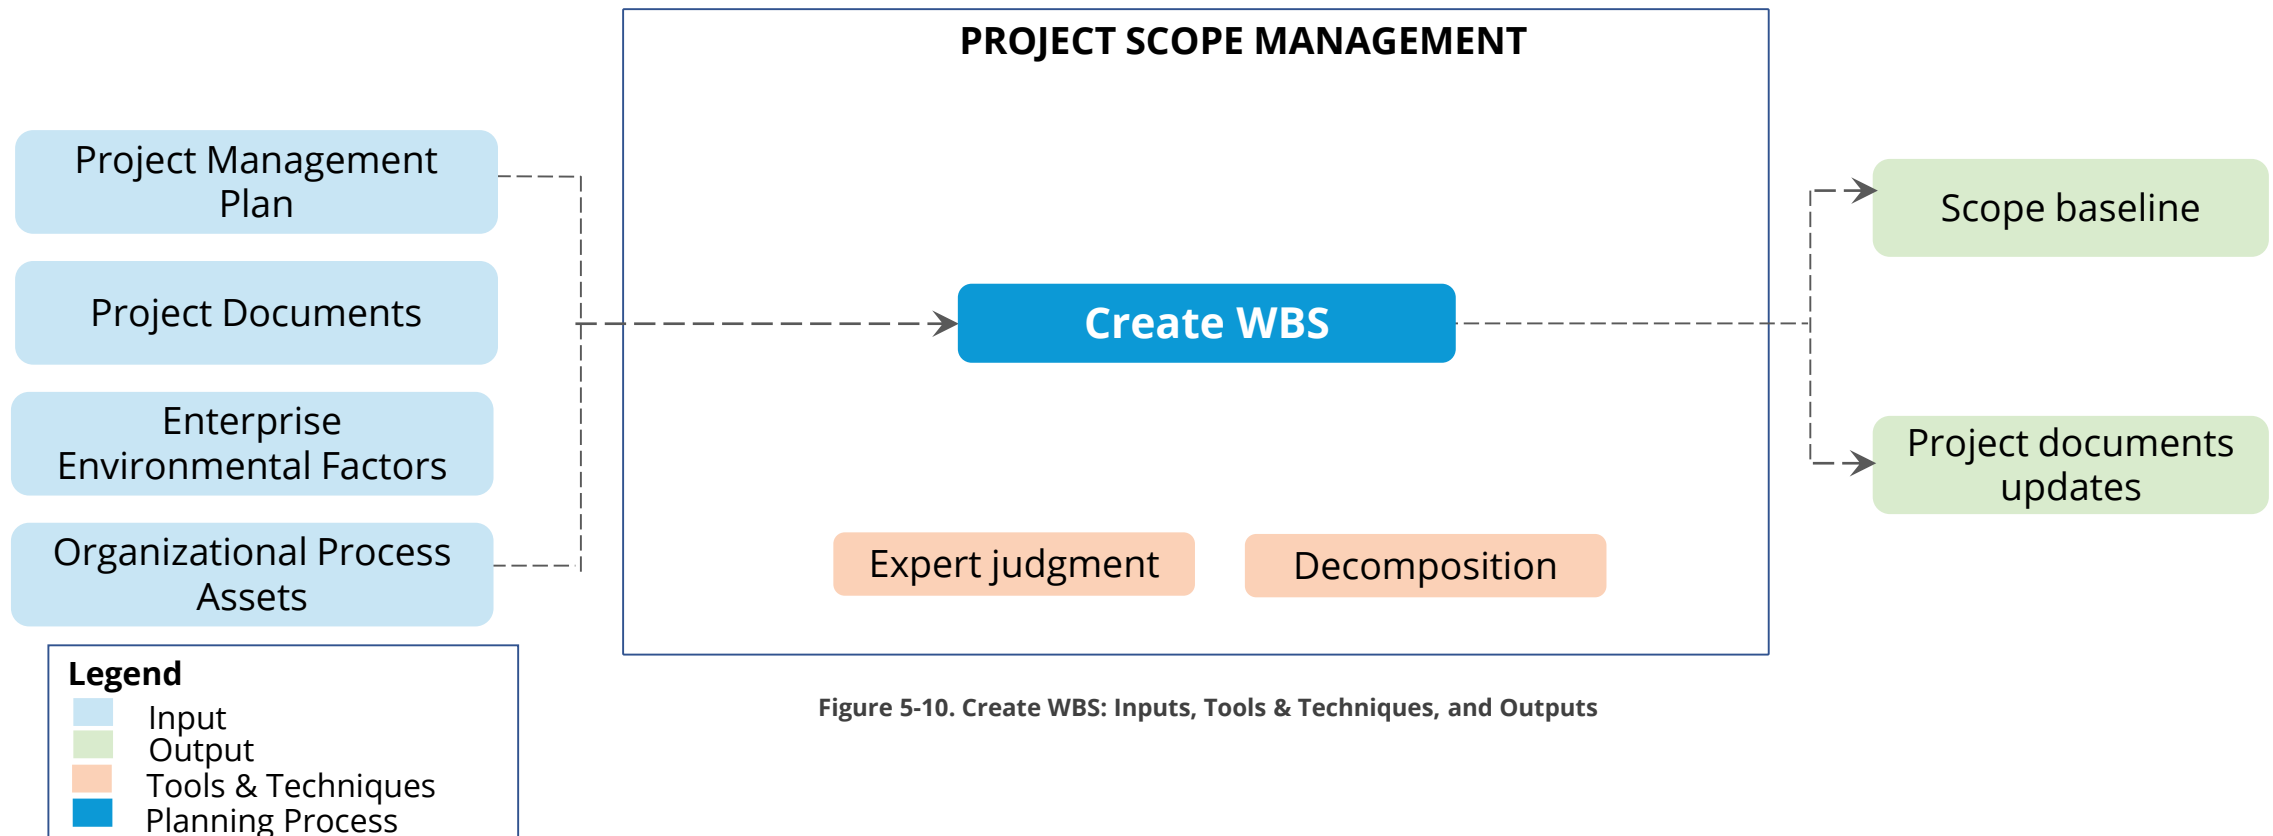 PROJECT SCOPE MANAGEMENT
Project Management
Plan
Project Documents
Enterprise
Environmental Factors
Organizational Process
Assets
Create WBS
Expert judgment
Decomposition
Scope baseline
Project documents
updates
Legend
Input
Output
Tools & Techniques
Planning Process
Figure 5-10. Create WBS: Inputs, Tools & Techniques, and Outputs